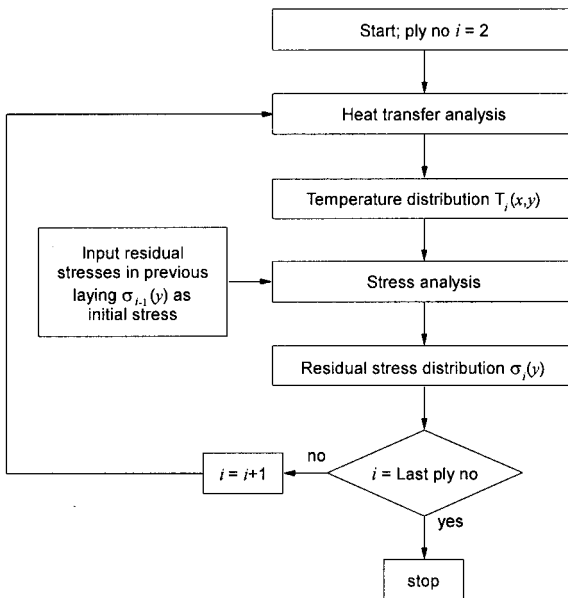 Start; ply no i = 2
Heat transfer analysis
Temperature distribution Tᵢ(x,y)
Input residual
stresses in previous
laying σᵢ₋₁(y) as
initial stress
Stress analysis
Residual stress distribution σᵢ(y)
no
i = i+1
i = Last ply no
yes
stop